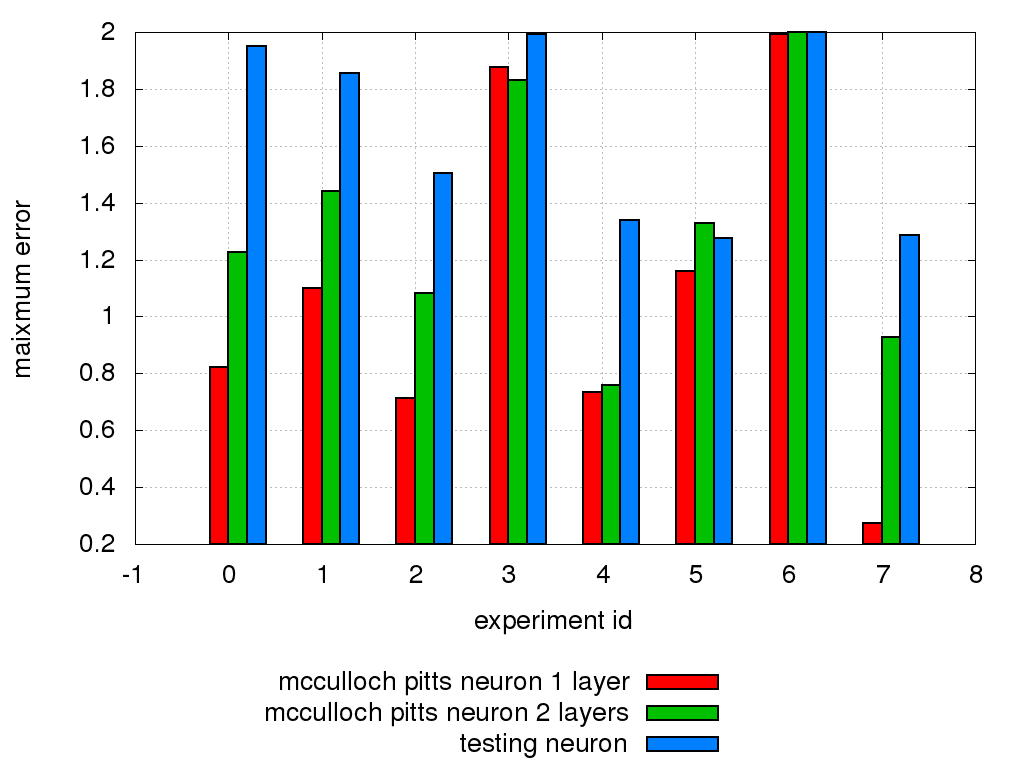 2
1.8
1.6
1.4
1.2
1
0.8
0.6
0.4
0.2
maixmum error
-1 0 1 2 3 4 5 6 7 8
experiment id
mcculloch pitts neuron 1 layer
mcculloch pitts neuron 2 layers
testing neuron